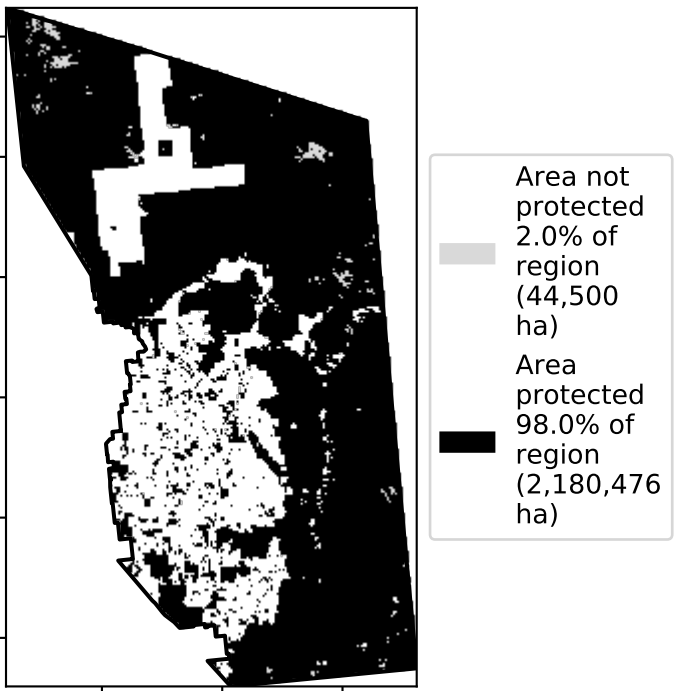 Area not
protected
2.0% of
region
(44,500
ha)
Area
protected
98.0% of
region
(2,180,476
ha)